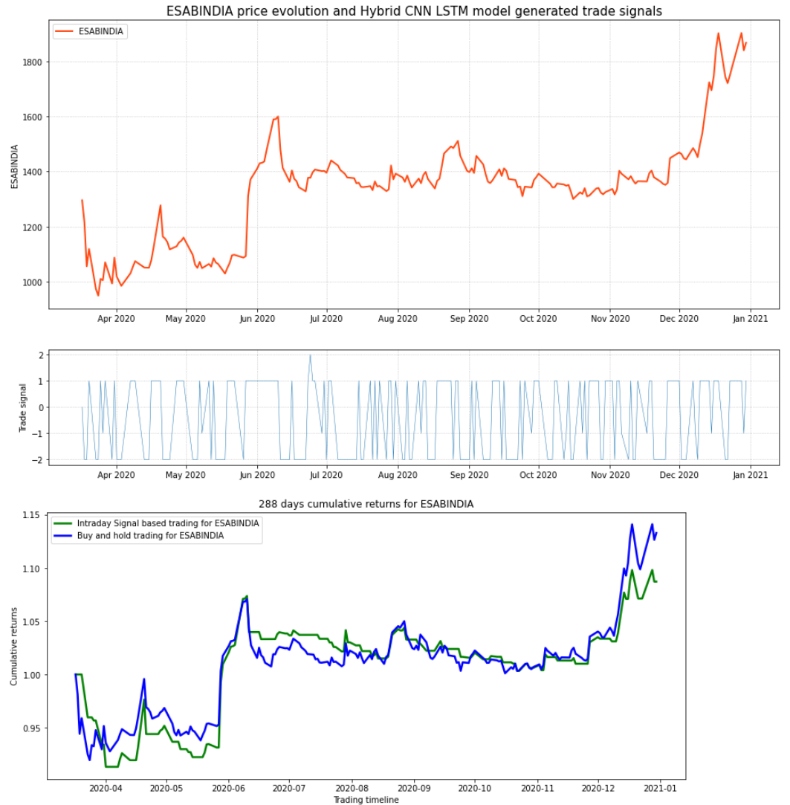 ESABINDIA price evolution and Hybrid CNN LSTM model generated trade signals
ESABINDIA
ESABINDIA
1800
1600
1400
1200
1000
Apr 2020 May 2020 Jun 2020 Jul 2020 Aug 2020 Sep 2020 Oct 2020 Nov 2020 Dec 2020 Jan 2021
Trade signal
2
1
0
−1
−2
Apr 2020 May 2020 Jun 2020 Jul 2020 Aug 2020 Sep 2020 Oct 2020 Nov 2020 Dec 2020 Jan 2021
288 days cumulative returns for ESABINDIA
Intraday Signal based trading for ESABINDIA
Buy and hold trading for ESABINDIA
Cumulative returns
1.15
1.10
1.05
1.00
0.95
2020-04 2020-05 2020-06 2020-07 2020-08 2020-09 2020-10 2020-11 2020-12 2021-01
Trading timeline